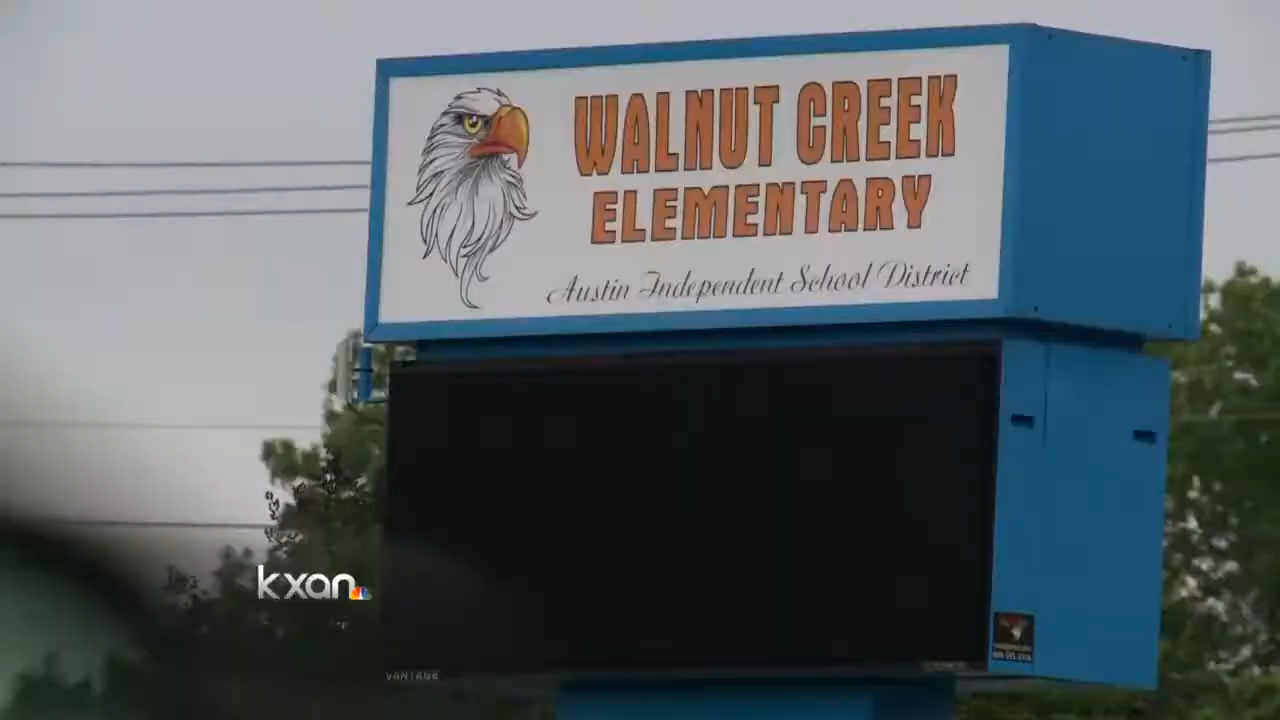 WALNUT CREEK
ELEMENTARY
Austin Independent School District
kxan
VANTAGE